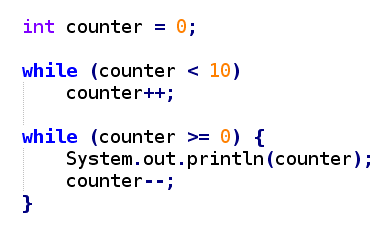 int counter = 0;

while (counter < 10)
    counter++;

while (counter >= 0) {
    System.out.println(counter);
    counter--;
}